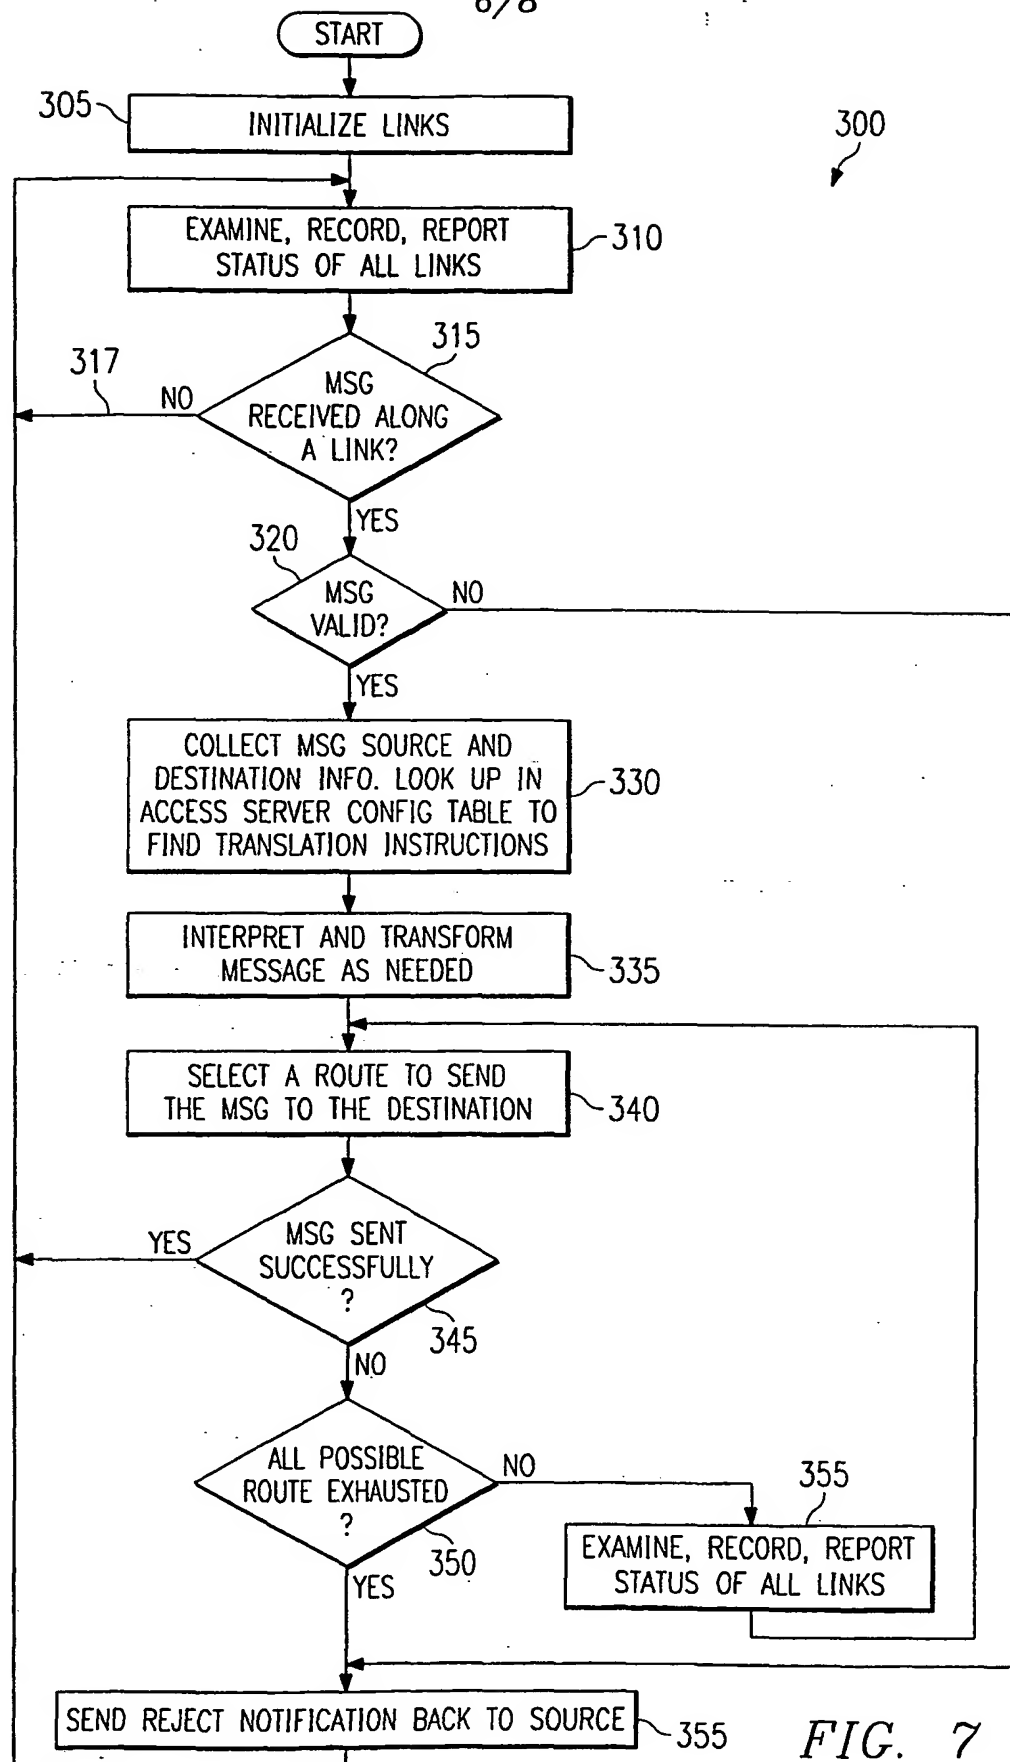 6/8
START
305
INITIALIZE LINKS
300
EXAMINE, RECORD, REPORT
STATUS OF ALL LINKS
310
315
317
NO
MSG
RECEIVED ALONG
A LINK?
YES
320
MSG
VALID?
NO
YES
COLLECT MSG SOURCE AND
DESTINATION INFO. LOOK UP IN
ACCESS SERVER CONFIG TABLE TO
FIND TRANSLATION INSTRUCTIONS
330
INTERPRET AND TRANSFORM
MESSAGE AS NEEDED
335
SELECT A ROUTE TO SEND
THE MSG TO THE DESTINATION
340
YES
MSG SENT
SUCCESSFULLY
?
345
NO
ALL POSSIBLE
ROUTE EXHAUSTED
?
NO
350
YES
355
EXAMINE, RECORD, REPORT
STATUS OF ALL LINKS
SEND REJECT NOTIFICATION BACK TO SOURCE
355
FIG. 7